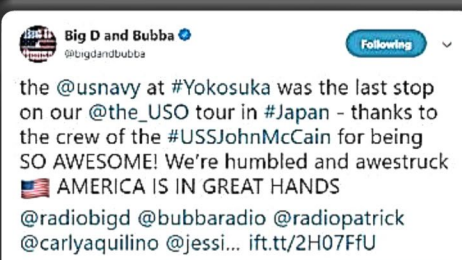 Big D and Bubba
@bigdandbubba
Following
the @usnavy at #Yokosuka was the last stop
on our @the_USO tour in #Japan - thanks to
the crew of the #USSJohnMcCain for being
SO AWESOME! We're humbled and awestruck
🇺🇸 AMERICA IS IN GREAT HANDS
@radiobigd @bubbaradio @radiopatrick
@carlyaquilino @jessi... ift.tt/2H07FfU